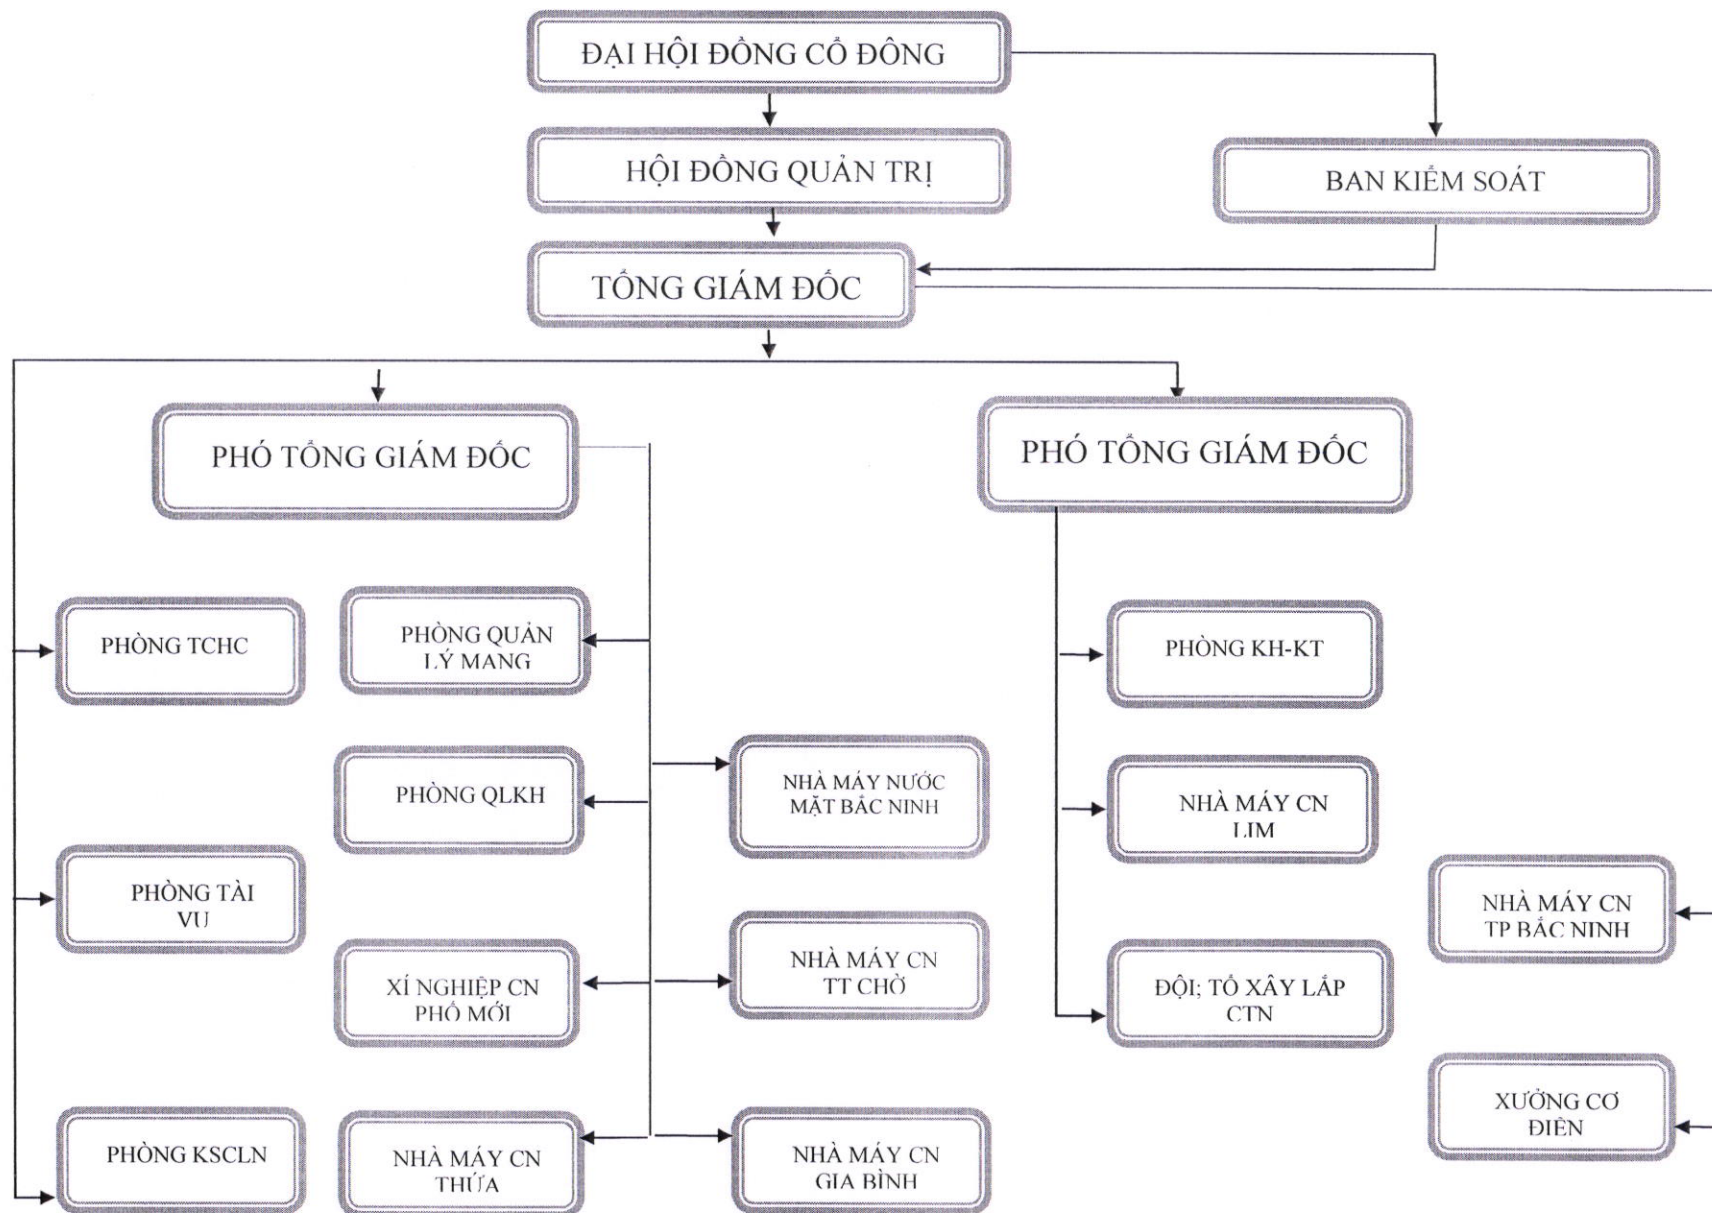 ĐẠI HỘI ĐỒNG CỔ ĐÔNG
HỘI ĐỒNG QUẢN TRỊ
BAN KIỂM SOÁT
TỔNG GIÁM ĐỐC
PHÓ TỔNG GIÁM ĐỐC
PHÓ TỔNG GIÁM ĐỐC
PHÒNG TCHC
PHÒNG QUẢN
LÝ MẠNG
PHÒNG KH-KT
PHÒNG QLKH
NHÀ MÁY NƯỚC
MẶT BẮC NINH
NHÀ MÁY CN
LIM
PHÒNG TÀI
VỤ
NHÀ MÁY CN
TP BẮC NINH
XÍ NGHIỆP CN
PHỐ MỚI
NHÀ MÁY CN
TT CHỜ
ĐỘI; TỔ XÂY LẮP
CTN
XƯỞNG CƠ
ĐIỆN
PHÒNG KSCLN
NHÀ MÁY CN
THỨA
NHÀ MÁY CN
GIA BÌNH